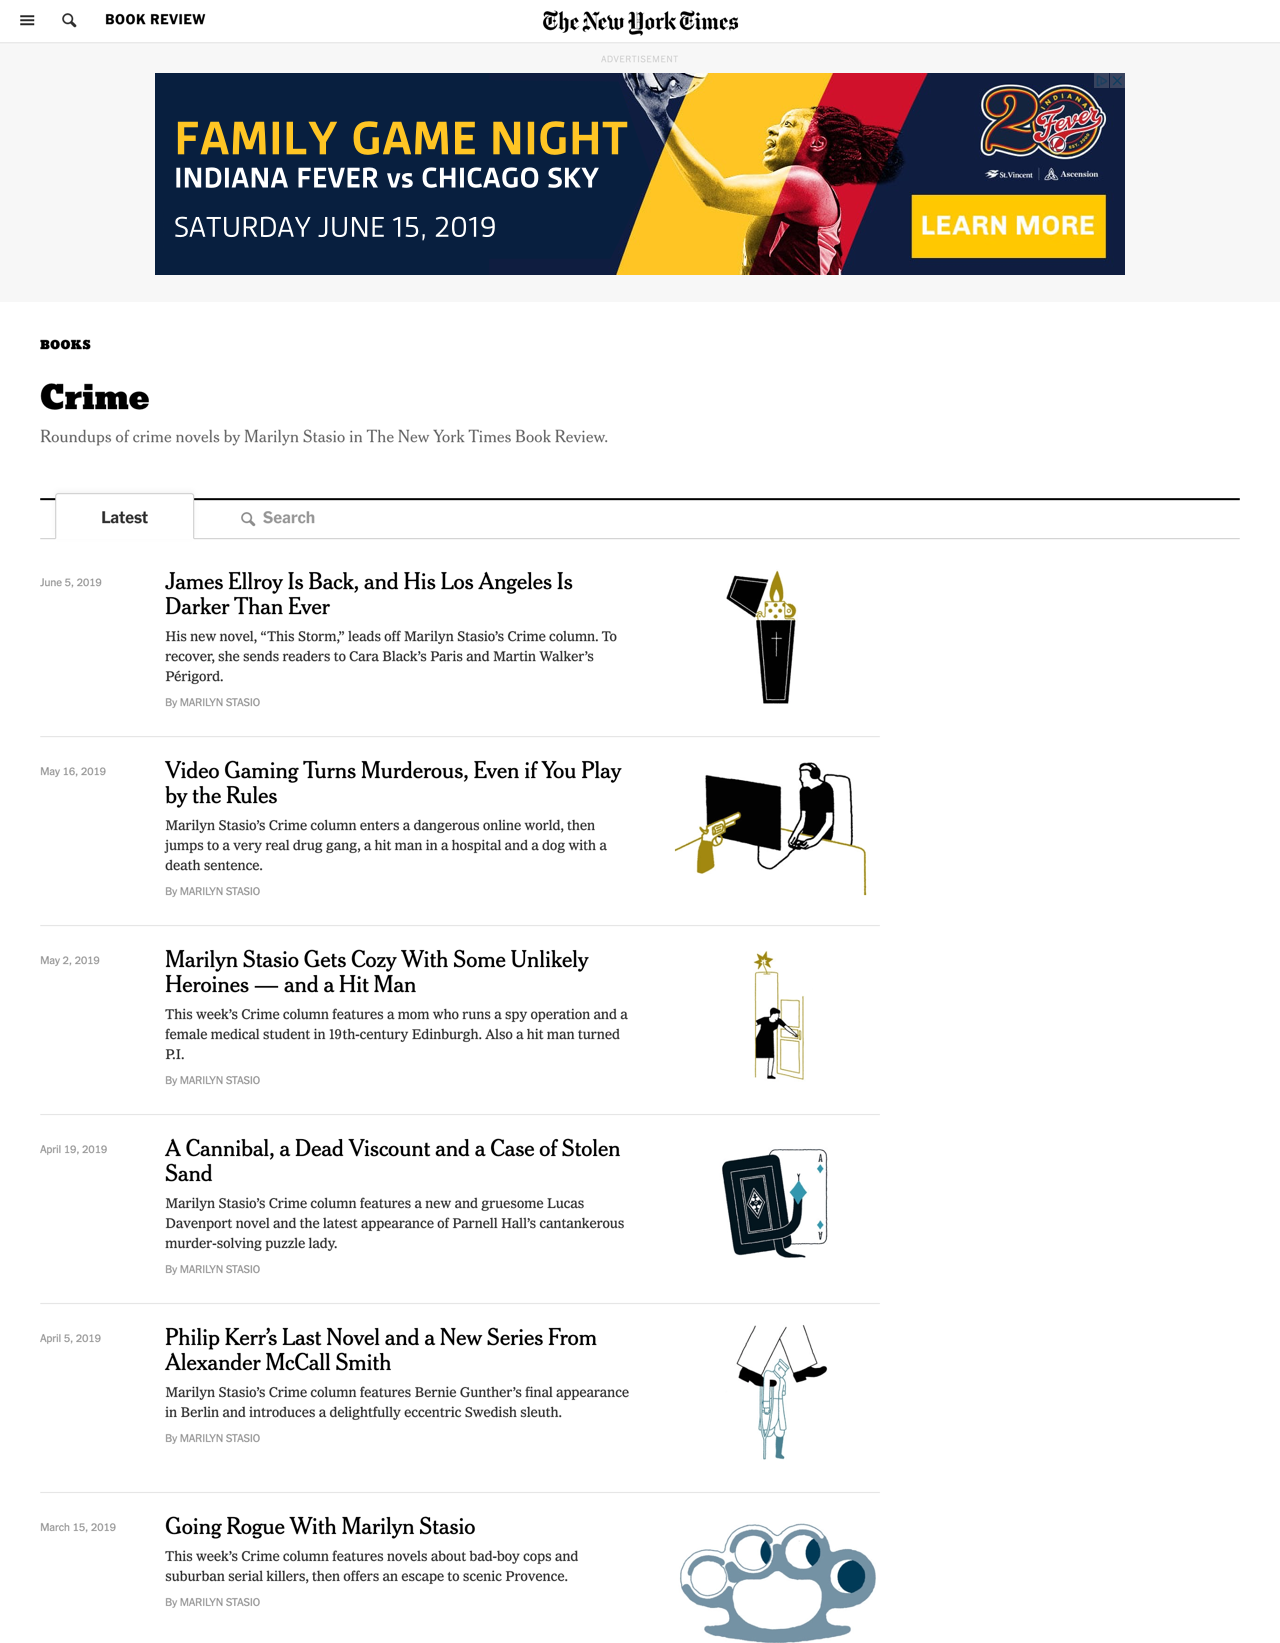 BOOK REVIEW
The New York Times
ADVERTISEMENT
FAMILY GAME NIGHT
INDIANA FEVER vs CHICAGO SKY
SATURDAY JUNE 15, 2019
20
INDIANA
Fever
St.Vincent | Ascension
LEARN MORE
BOOKS
Crime
Roundups of crime novels by Marilyn Stasio in The New York Times Book Review.
Latest
Search
June 5, 2019
James Ellroy Is Back, and His Los Angeles Is
Darker Than Ever
His new novel, “This Storm,” leads off Marilyn Stasio’s Crime column. To
recover, she sends readers to Cara Black’s Paris and Martin Walker’s
Périgord.
By MARILYN STASIO
May 16, 2019
Video Gaming Turns Murderous, Even if You Play
by the Rules
Marilyn Stasio’s Crime column enters a dangerous online world, then
jumps to a very real drug gang, a hit man in a hospital and a dog with a
death sentence.
By MARILYN STASIO
May 2, 2019
Marilyn Stasio Gets Cozy With Some Unlikely
Heroines — and a Hit Man
This week’s Crime column features a mom who runs a spy operation and a
female medical student in 19th-century Edinburgh. Also a hit man turned
P.I.
By MARILYN STASIO
April 19, 2019
A Cannibal, a Dead Viscount and a Case of Stolen
Sand
Marilyn Stasio’s Crime column features a new and gruesome Lucas
Davenport novel and the latest appearance of Parnell Hall’s cantankerous
murder-solving puzzle lady.
By MARILYN STASIO
A
A
April 5, 2019
Philip Kerr’s Last Novel and a New Series From
Alexander McCall Smith
Marilyn Stasio’s Crime column features Bernie Gunther’s final appearance
in Berlin and introduces a delightfully eccentric Swedish sleuth.
By MARILYN STASIO
March 15, 2019
Going Rogue With Marilyn Stasio
This week’s Crime column features novels about bad-boy cops and
suburban serial killers, then offers an escape to scenic Provence.
By MARILYN STASIO